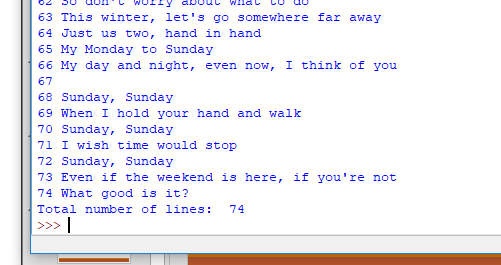 62 So don't worry about what to do
63 This winter, let's go somewhere far away
64 Just us two, hand in hand
65 My Monday to Sunday
66 My day and night, even now, I think of you
67
68 Sunday, Sunday
69 When I hold your hand and walk
70 Sunday, Sunday
71 I wish time would stop
72 Sunday, Sunday
73 Even if the weekend is here, if you're not
74 What good is it?
Total number of lines:  74
>>>